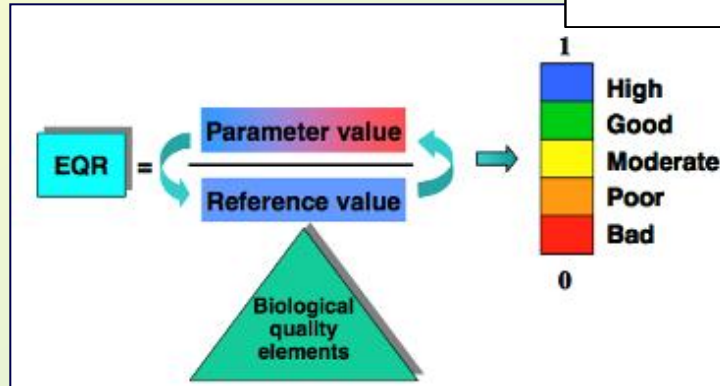 EQR
=
Parameter value
Reference value
Biological
quality
elements
1
High
Good
Moderate
Poor
Bad
0